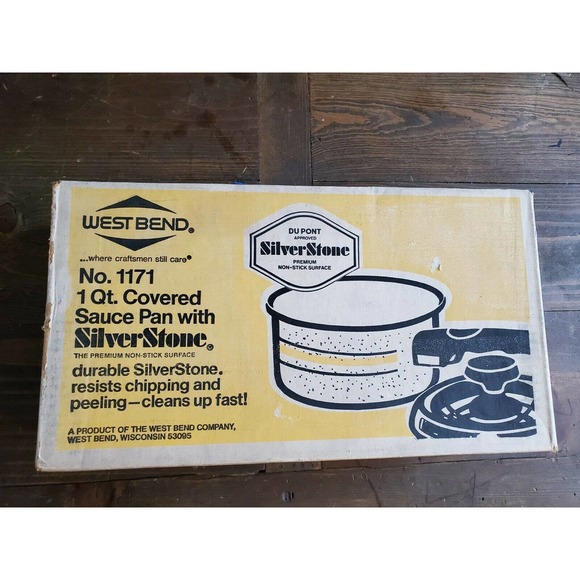 WEST BEND®
...where craftsmen still care®
No. 1171
1 Qt. Covered
Sauce Pan with
SilverStone®
THE PREMIUM NON-STICK SURFACE
durable SilverStone.
resists chipping and
peeling—cleans up fast!
A PRODUCT OF THE WEST BEND COMPANY,
WEST BEND, WISCONSIN 53095
DU PONT
APPROVED
SilverStone
PREMIUM
NON-STICK SURFACE